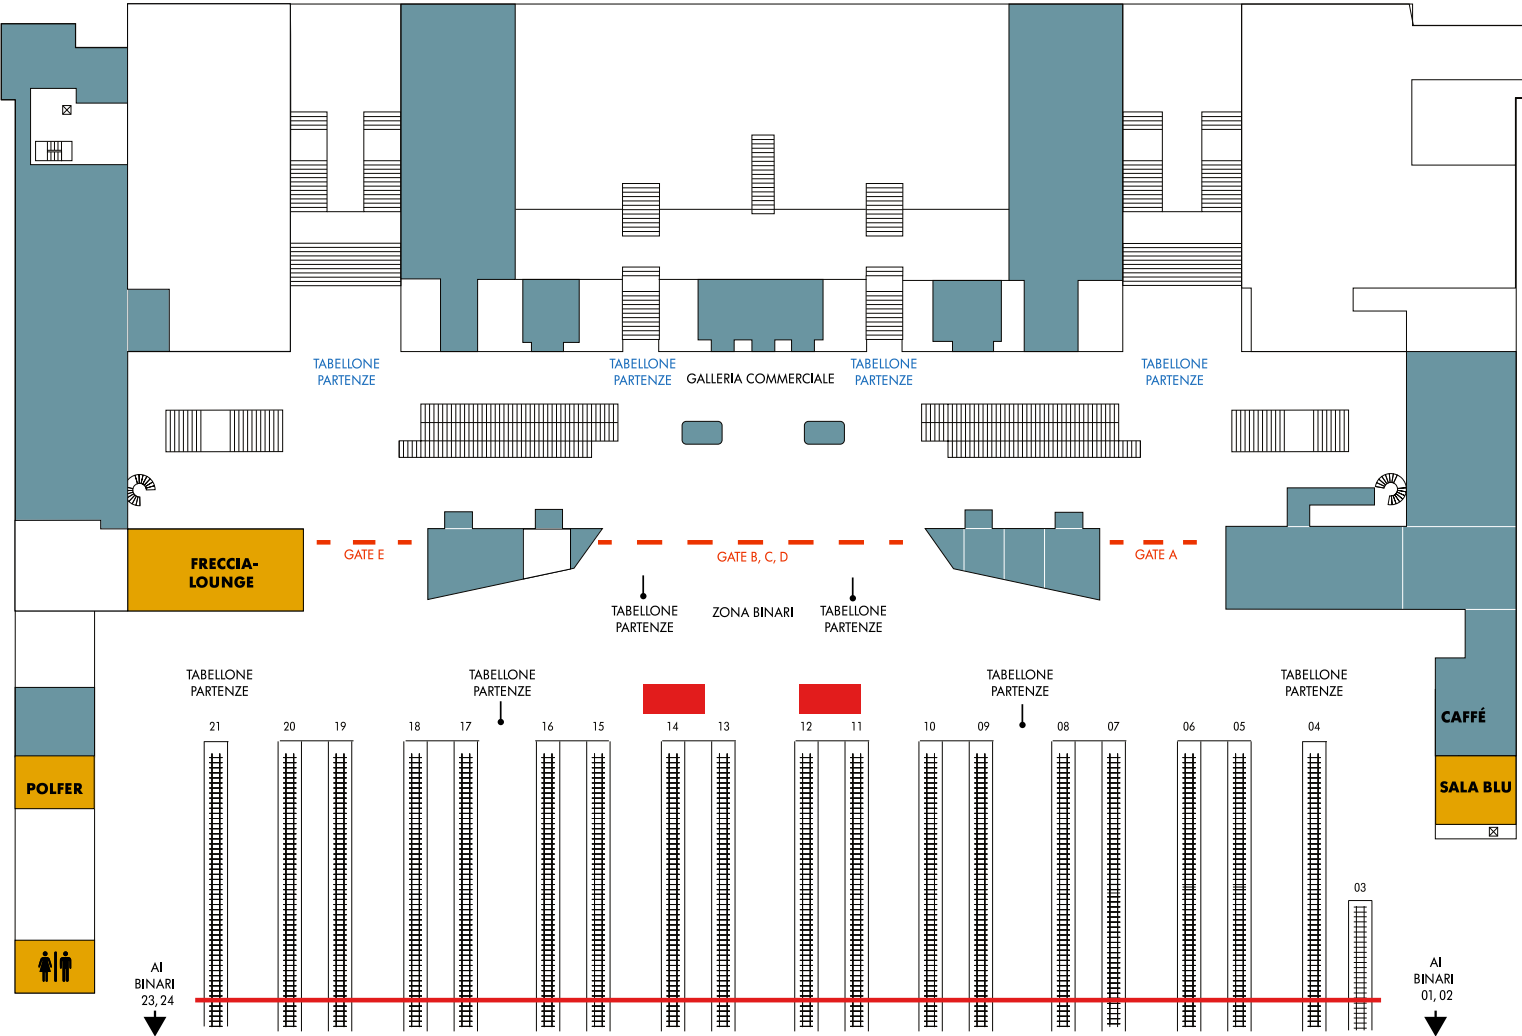 TABELLONE
PARTENZE
TABELLONE
PARTENZE
GALLERIA COMMERCIALE
TABELLONE
PARTENZE
TABELLONE
PARTENZE
FRECCIA-
LOUNGE
GATE E
GATE B, C, D
GATE A
TABELLONE
PARTENZE
ZONA BINARI
TABELLONE
PARTENZE
TABELLONE
PARTENZE
TABELLONE
PARTENZE
TABELLONE
PARTENZE
TABELLONE
PARTENZE
CAFFÉ
21
20
19
18
17
16
15
14
13
12
11
10
09
08
07
06
05
04
POLFER
SALA BLU
03
AI
BINARI
23, 24
AI
BINARI
01, 02